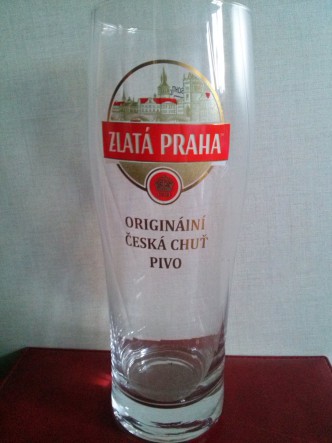 ZLATÁ PRAHA
ORIGINÁINÍ
ČESKÁ CHUŤ
PIVO